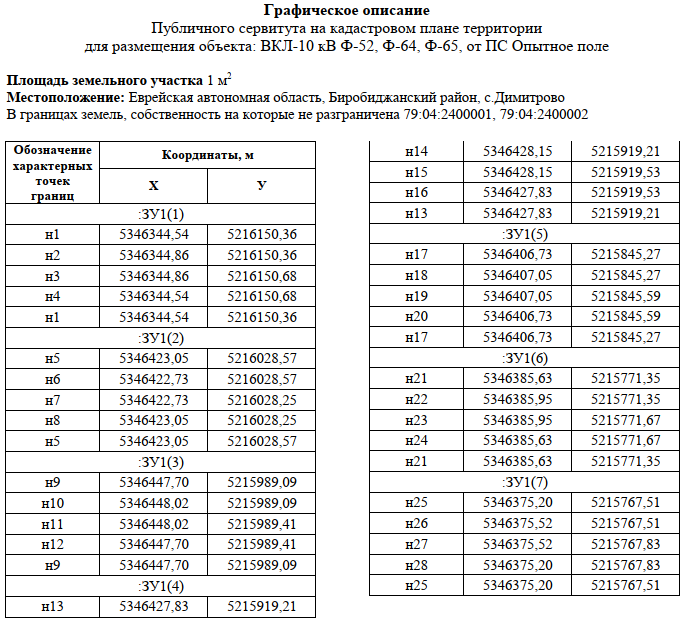 Графическое описание
Публичного сервитута на кадастровом плане территории
для размещения объекта: ВКЛ-10 кВ Ф-52, Ф-64, Ф-65, от ПС Опытное поле
Площадь земельного участка 1 м2
Местоположение: Еврейская автономная область, Биробиджанский район, с.Димитрово
В границах земель, собственность на которые не разграничена 79:04:2400001, 79:04:2400002
Обозначение характерных точек границ Координаты, м
Х У
:ЗУ1(1)
н1 5346344,54 5216150,36
н2 5346344,86 5216150,36
н3 5346344,86 5216150,68
н4 5346344,54 5216150,68
н1 5346344,54 5216150,36
:ЗУ1(2)
н5 5346423,05 5216028,57
н6 5346422,73 5216028,57
н7 5346422,73 5216028,25
н8 5346423,05 5216028,25
н5 5346423,05 5216028,57
:ЗУ1(3)
н9 5346447,70 5215989,09
н10 5346448,02 5215989,09
н11 5346448,02 5215989,41
н12 5346447,70 5215989,41
н9 5346447,70 5215989,09
:ЗУ1(4)
н13 5346427,83 5215919,21
н14 5346428,15 5215919,21
н15 5346428,15 5215919,53
н16 5346427,83 5215919,53
н13 5346427,83 5215919,21
:ЗУ1(5)
н17 5346406,73 5215845,27
н18 5346407,05 5215845,27
н19 5346407,05 5215845,59
н20 5346406,73 5215845,59
н17 5346406,73 5215845,27
:ЗУ1(6)
н21 5346385,63 5215771,35
н22 5346385,95 5215771,35
н23 5346385,95 5215771,67
н24 5346385,63 5215771,67
н21 5346385,63 5215771,35
:ЗУ1(7)
н25 5346375,20 5215767,51
н26 5346375,52 5215767,51
н27 5346375,52 5215767,83
н28 5346375,20 5215767,83
н25 5346375,20 5215767,51